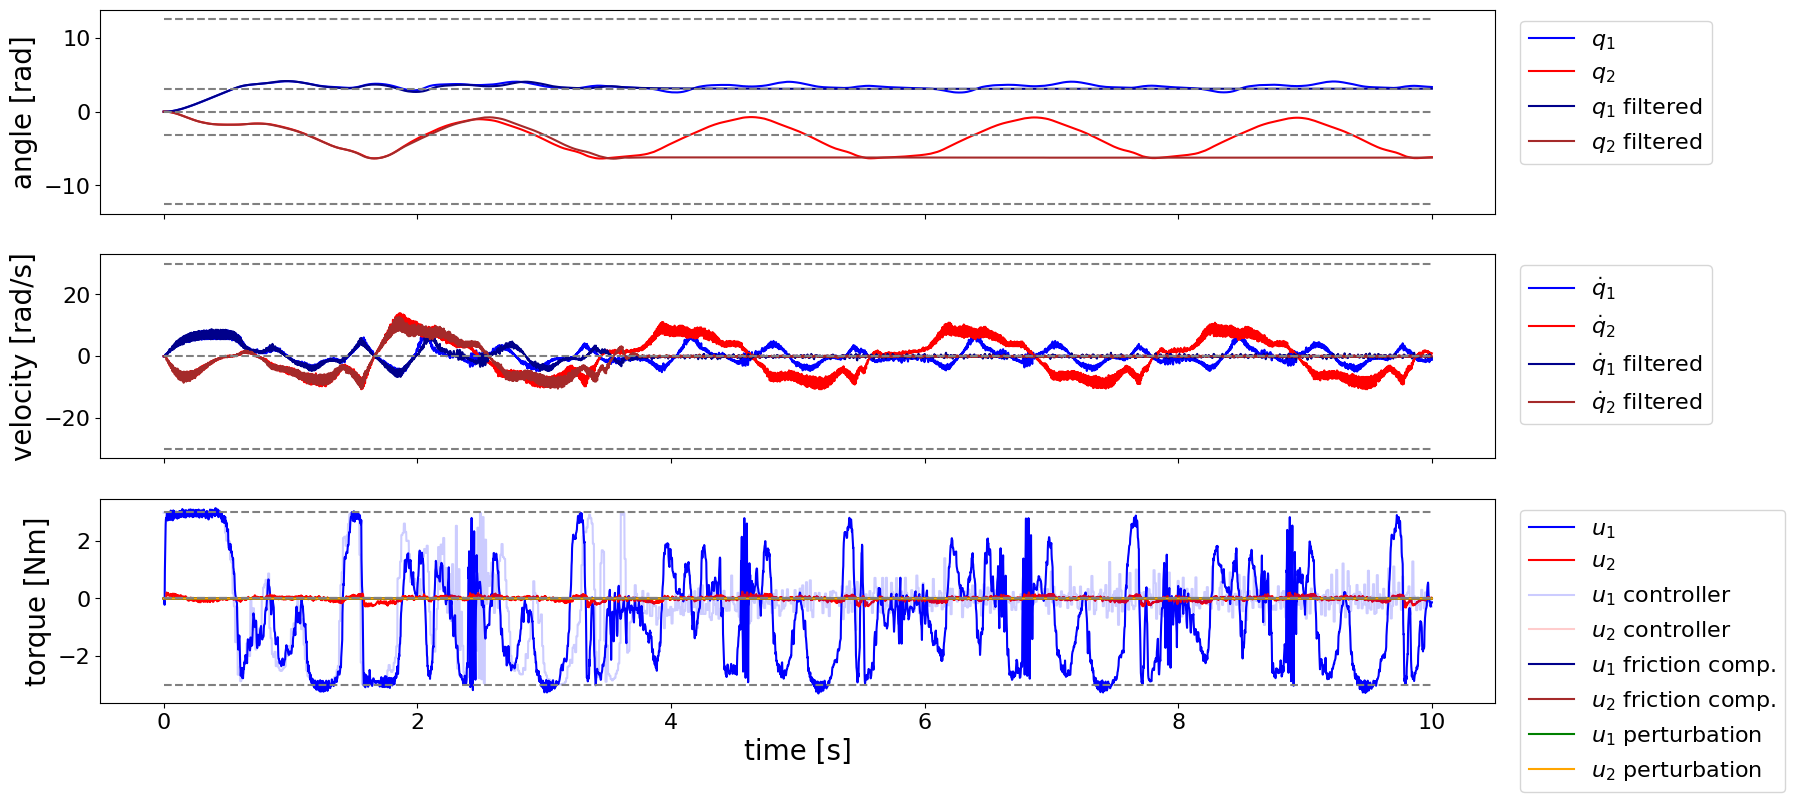 angle [rad]
10
0
−10
q₁
q₂
q₁ filtered
q₂ filtered
velocity [rad/s]
20
0
−20
q̇₁
q̇₂
q̇₁ filtered
q̇₂ filtered
torque [Nm]
2
0
−2
0 2 4 6 8 10
time [s]
u₁
u₂
u₁ controller
u₂ controller
u₁ friction comp.
u₂ friction comp.
u₁ perturbation
u₂ perturbation